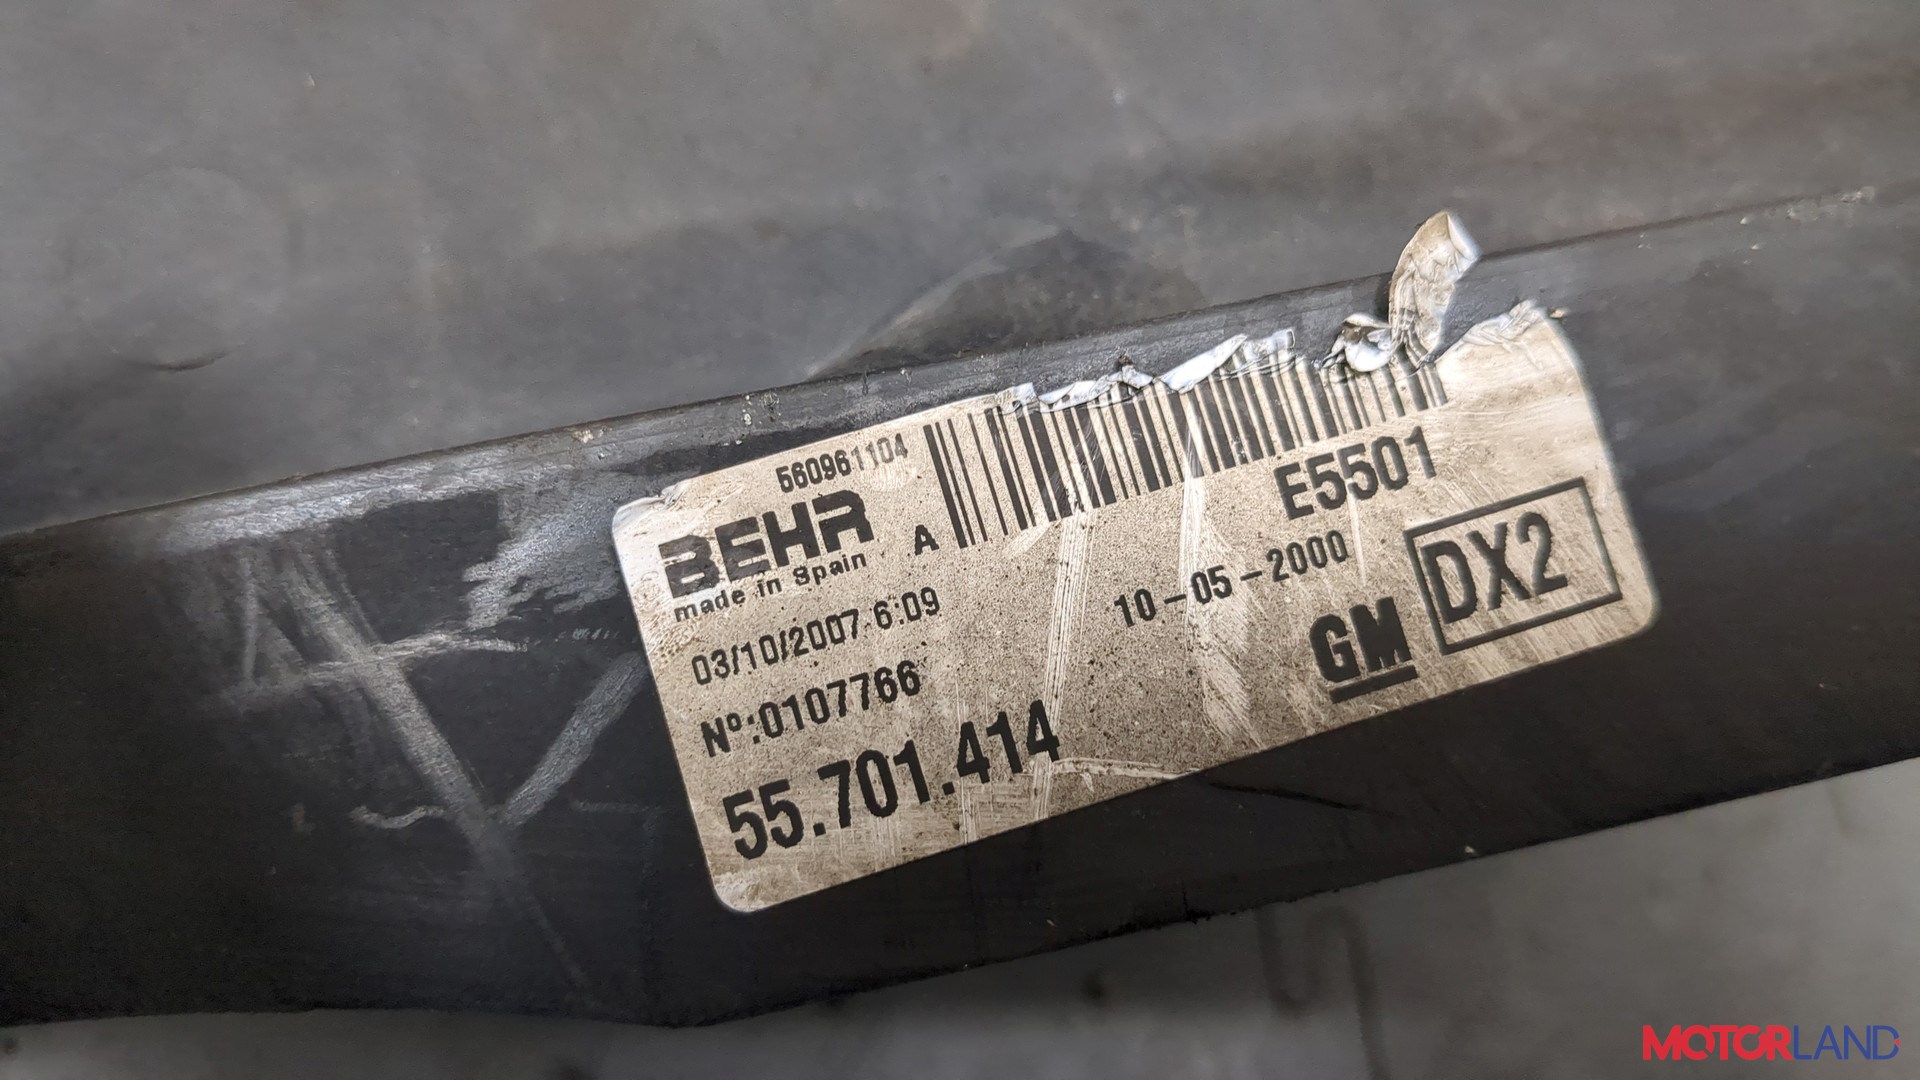 560961104
BEHR
made in Spain
A
E5501
03/10/2007 6:09
10-05-2000
DX2
GM
Nº:0107766
55.701.414
MOTORLAND